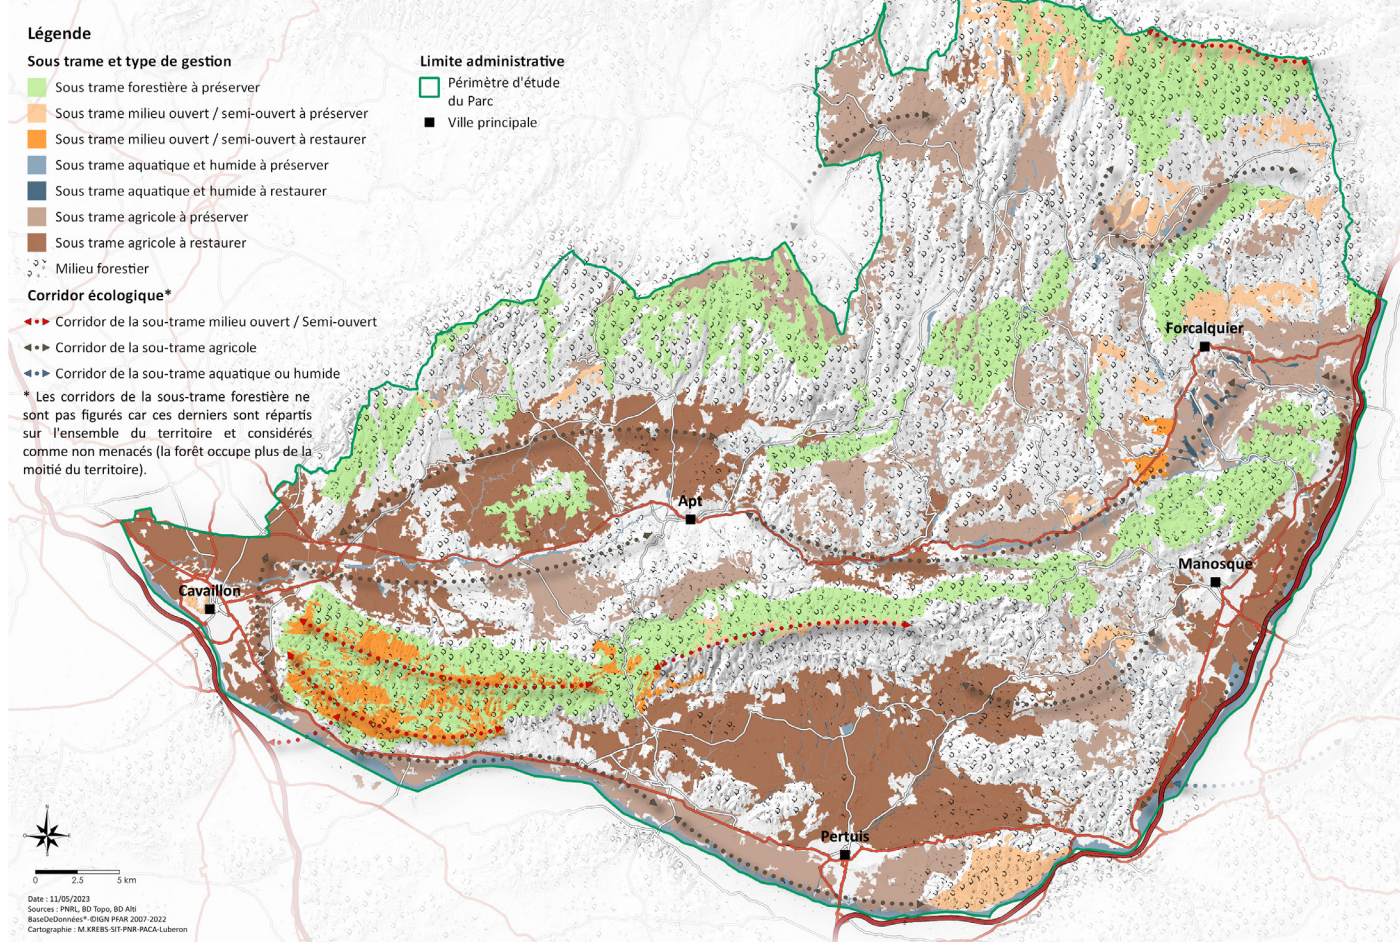 Légende
Sous trame et type de gestion
Sous trame forestière à préserver
Sous trame milieu ouvert / semi-ouvert à préserver
Sous trame milieu ouvert / semi-ouvert à restaurer
Sous trame aquatique et humide à préserver
Sous trame aquatique et humide à restaurer
Sous trame agricole à préserver
Sous trame agricole à restaurer
Milieu forestier
Corridor écologique*
Corridor de la sou-trame milieu ouvert / Semi-ouvert
Corridor de la sou-trame agricole
Corridor de la sou-trame aquatique ou humide
* Les corridors de la sous-trame forestière ne
sont pas figurés car ces derniers sont répartis
sur l'ensemble du territoire et considérés
comme non menacés (la forêt occupe plus de la
moitié du territoire).
Limite administrative
Périmètre d'étude
du Parc
Ville principale
Forcalquier
Apt
Manosque
Cavaillon
Pertuis
N
0 2.5 5 km
Date : 11/05/2023
Sources : PNRL, BD Topo, BD Alti
BaseDeDonnées®-©IGN PFAR 2007-2022
Cartographie : M.KREBS-SIT-PNR-PACA-Luberon